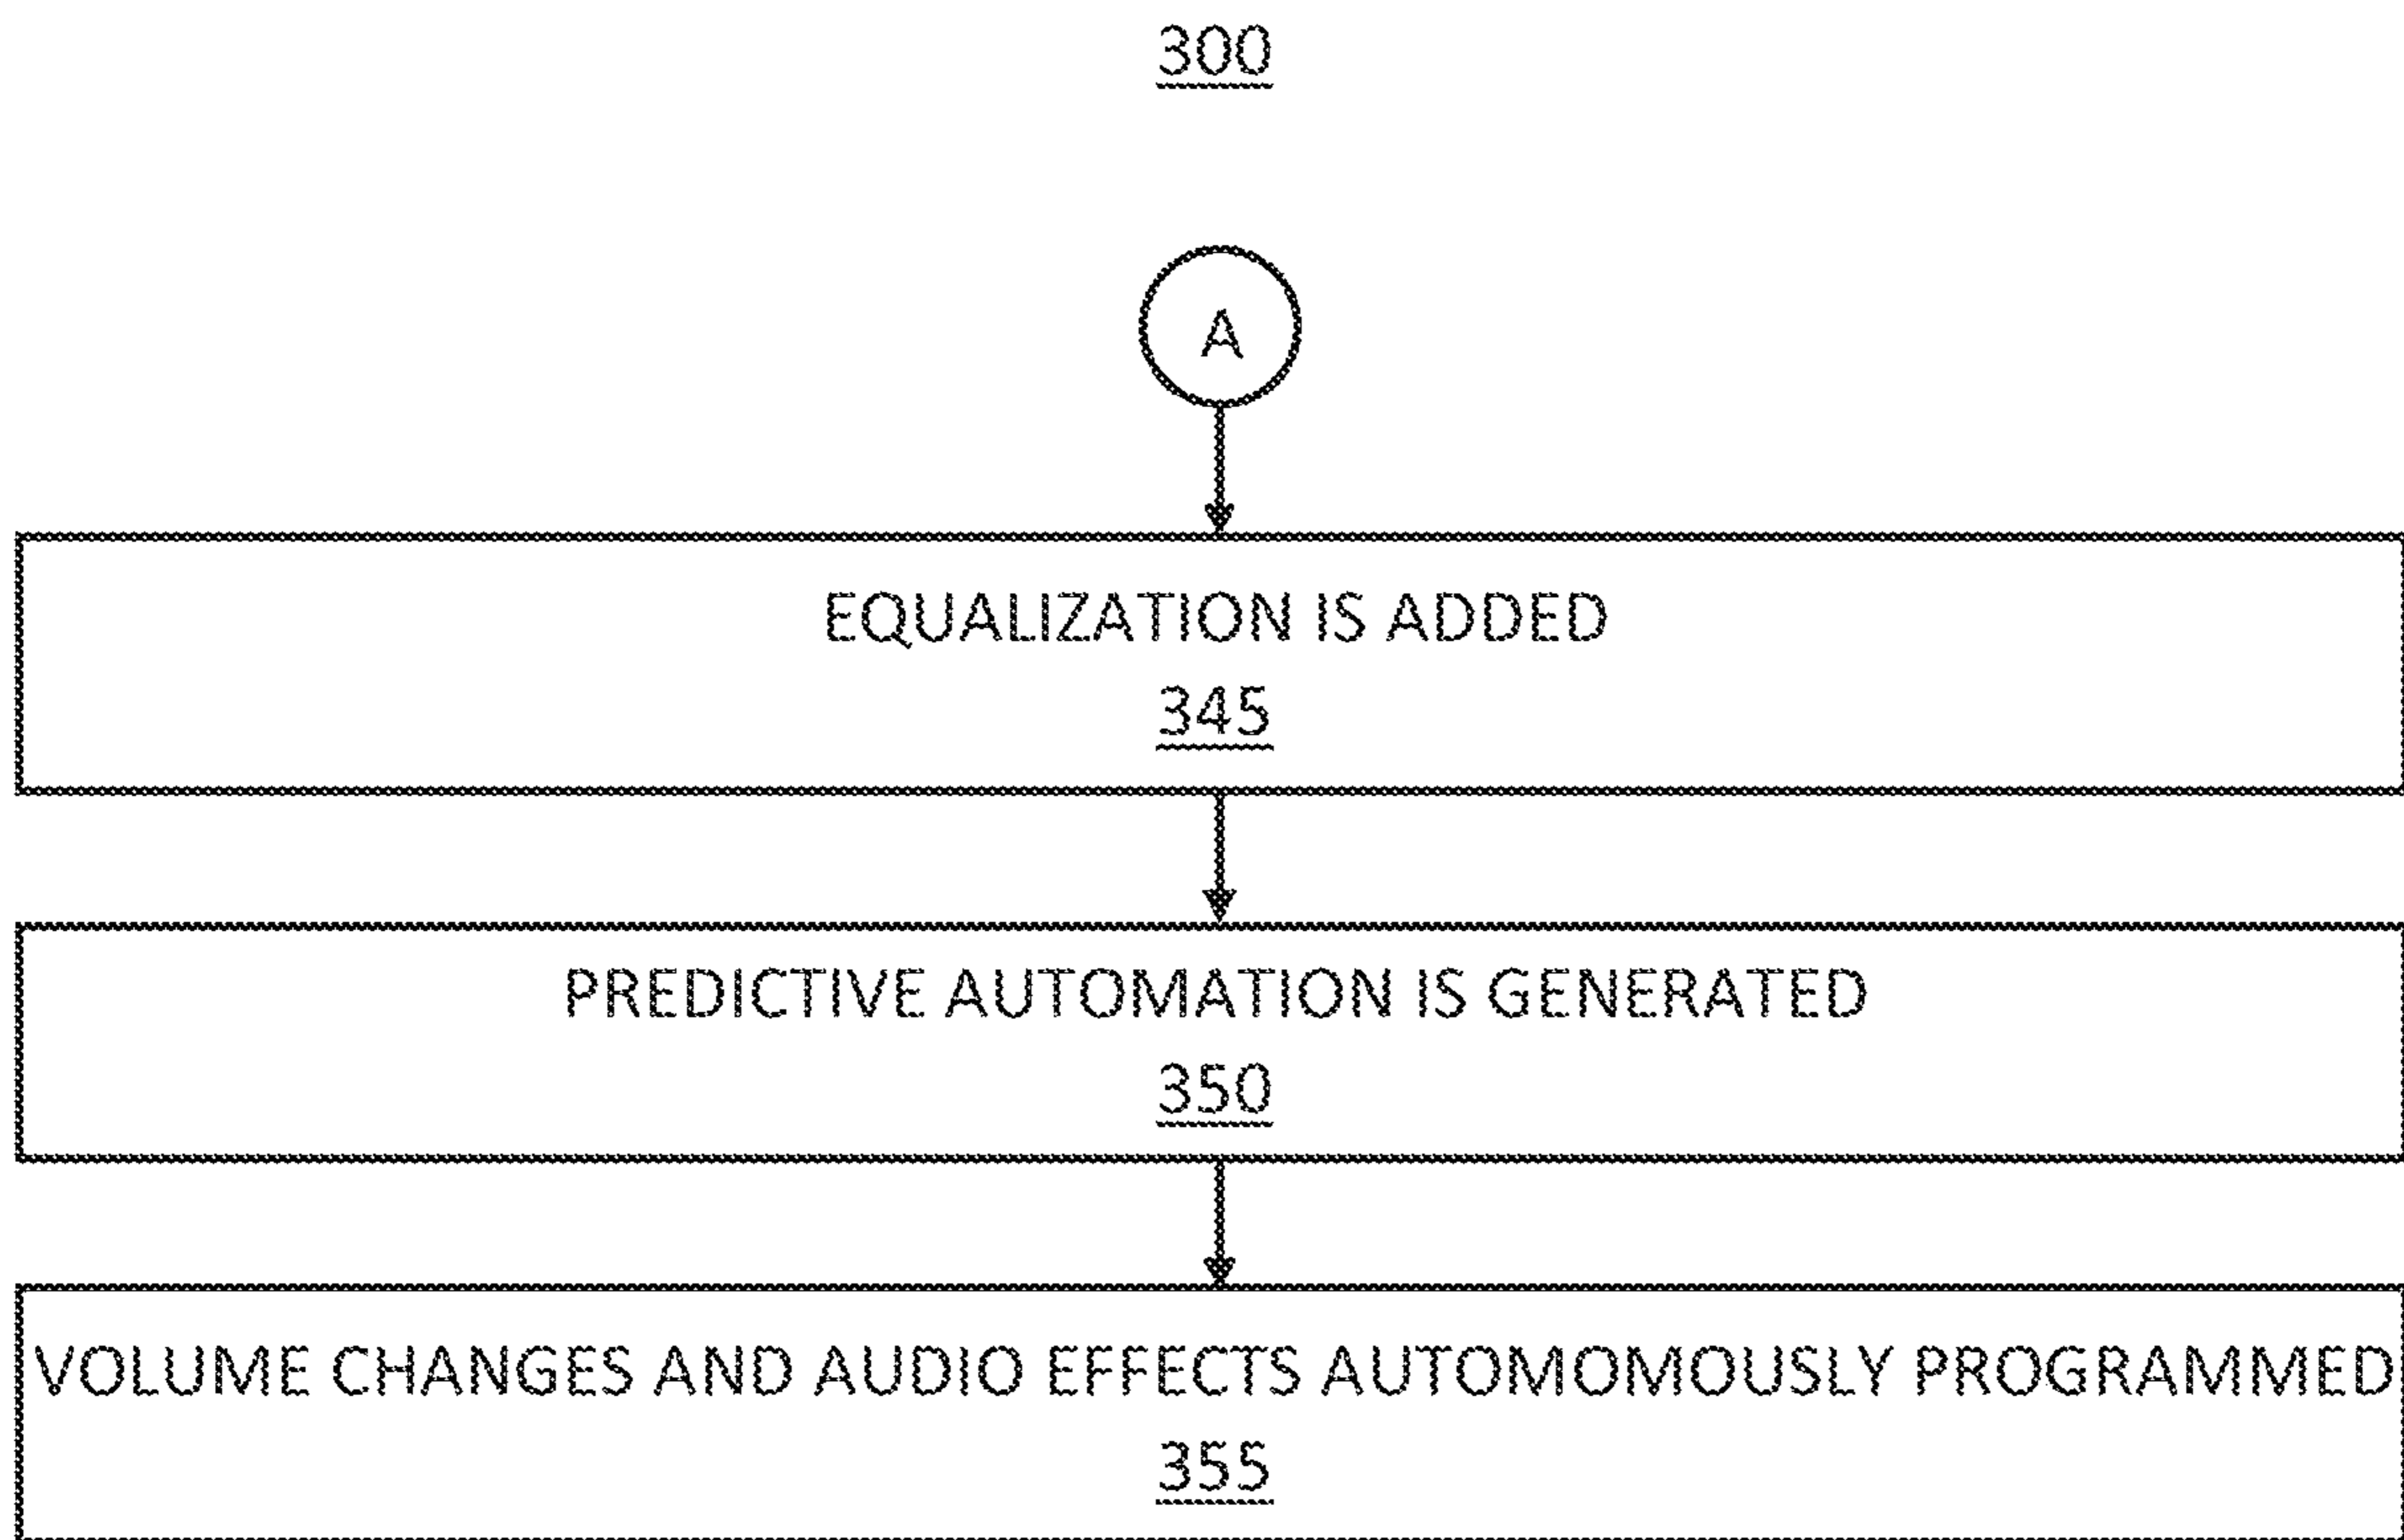 300
A
EQUALIZATION IS ADDED
345
PREDICTIVE AUTOMATION IS GENERATED
350
VOLUME CHANGES AND AUDIO EFFECTS AUTOMOMOUSLY PROGRAMMED
355